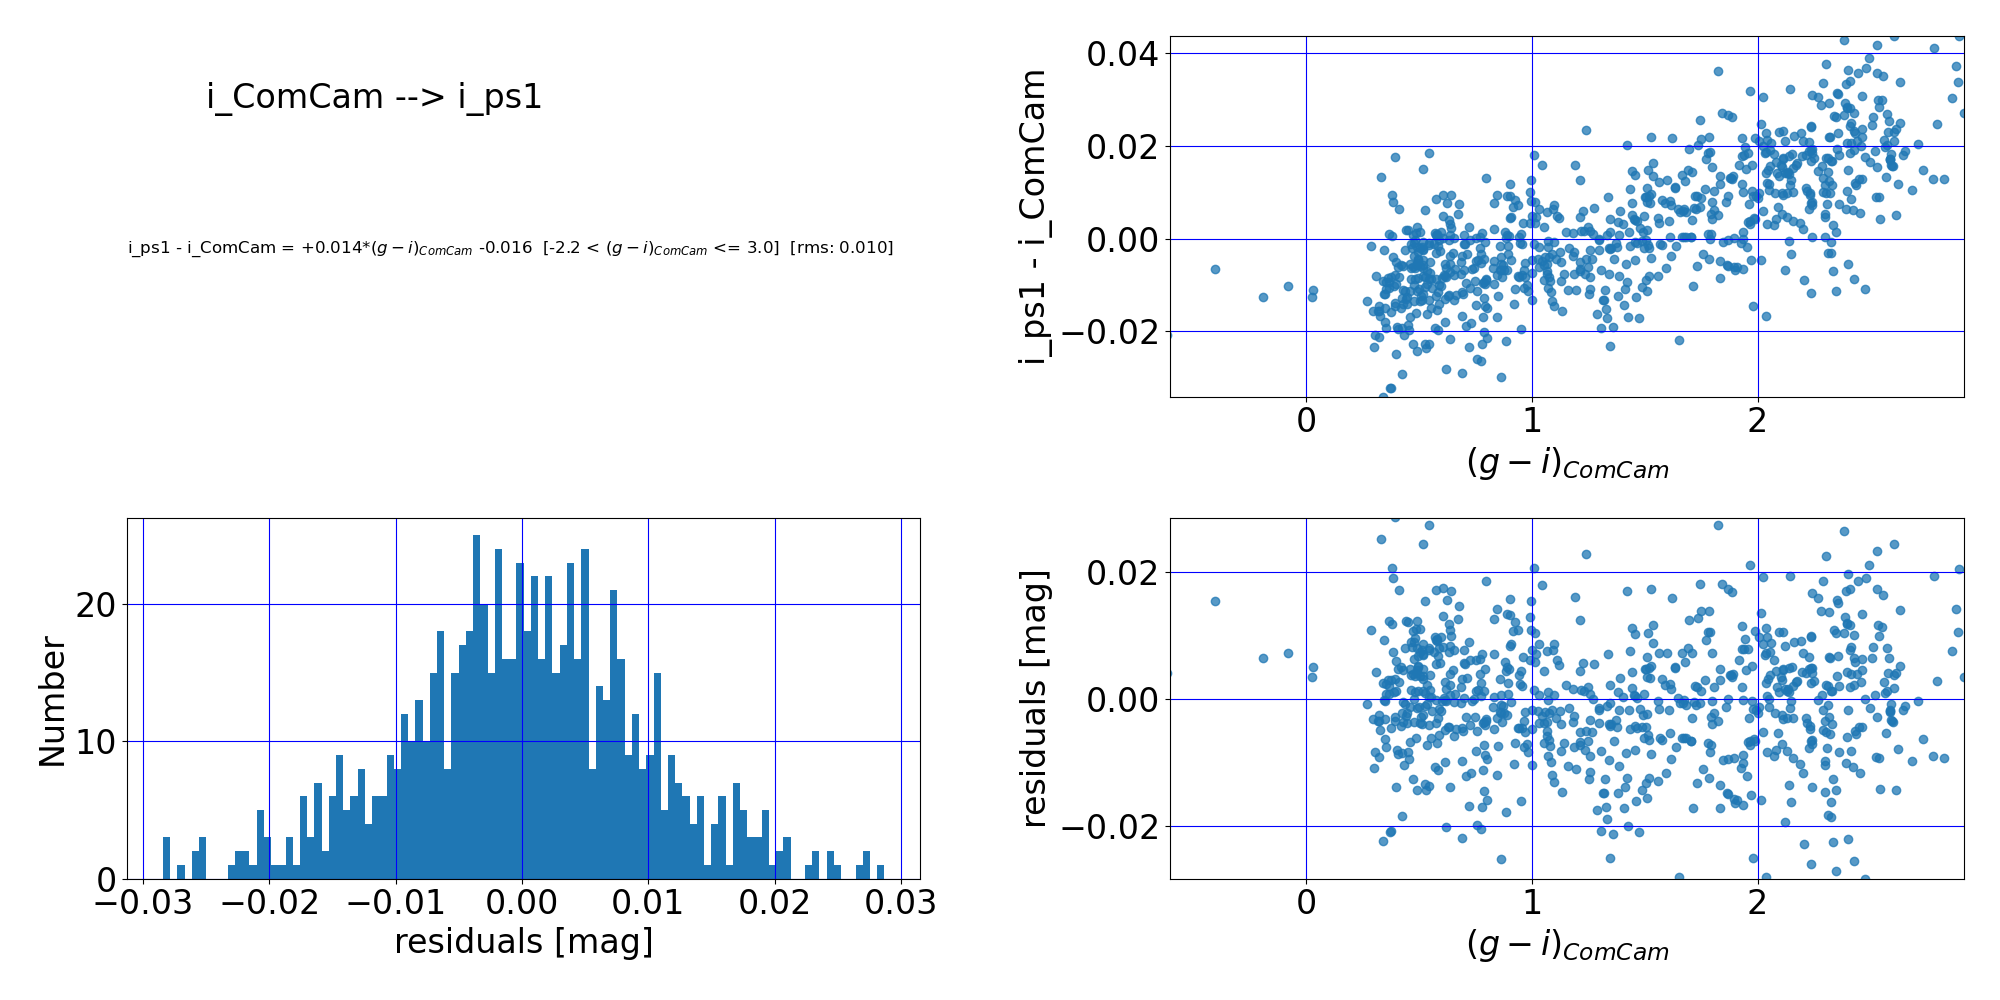 i_ComCam --> i_ps1
i_ps1 - i_ComCam = +0.014*(g − i)ComCam -0.016 [-2.2 < (g − i)ComCam <= 3.0] [rms: 0.010]
0.04
0.02
0.00
−0.02
i_ps1 - i_ComCam
0 1 2
(g − i)ComCam
20
10
0
Number
−0.03 −0.02 −0.01 0.00 0.01 0.02 0.03
residuals [mag]
0.02
0.00
−0.02
residuals [mag]
0 1 2
(g − i)ComCam